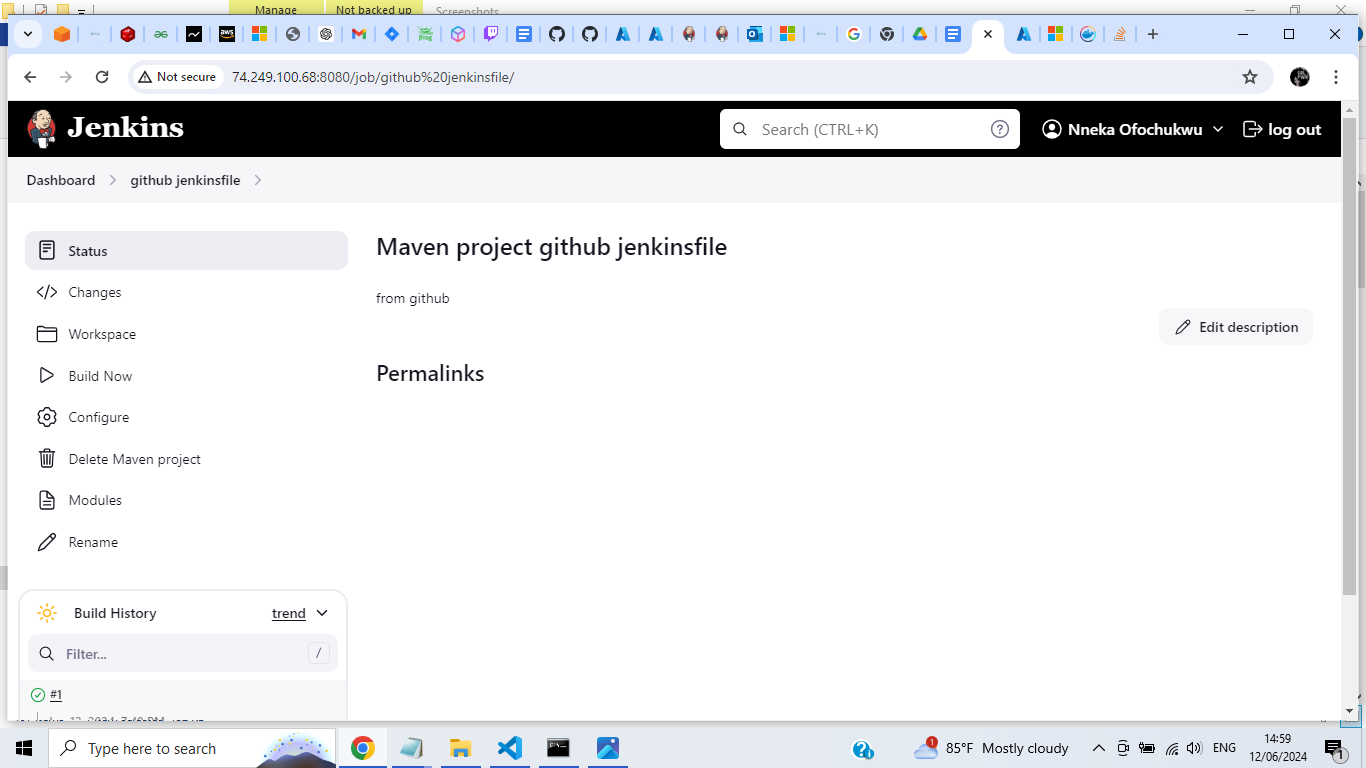 Manage
Not backed up
Screenshots
Not secure
74.249.100.68:8080/job/github%20jenkinsfile/
Jenkins
Search (CTRL+K)
?
Nneka Ofochukwu
log out
Dashboard
github jenkinsfile
Status
Changes
Workspace
Build Now
Configure
Delete Maven project
Modules
Rename
Maven project github jenkinsfile
from github
Edit description
Permalinks
Build History
trend
Filter...
/
#1
Type here to search
1
85°F Mostly cloudy
ENG
14:59
12/06/2024
1